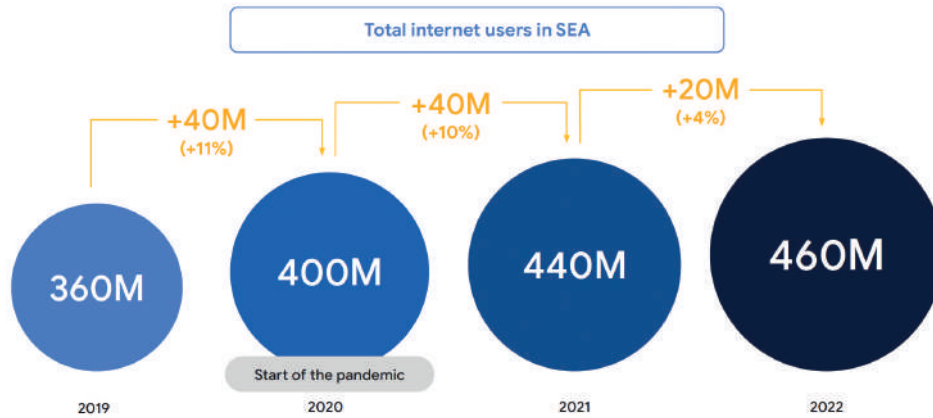 Total internet users in SEA
+40M
(+11%)
+40M
(+10%)
+20M
(+4%)
360M
400M
440M
460M
Start of the pandemic
2019
2020
2021
2022